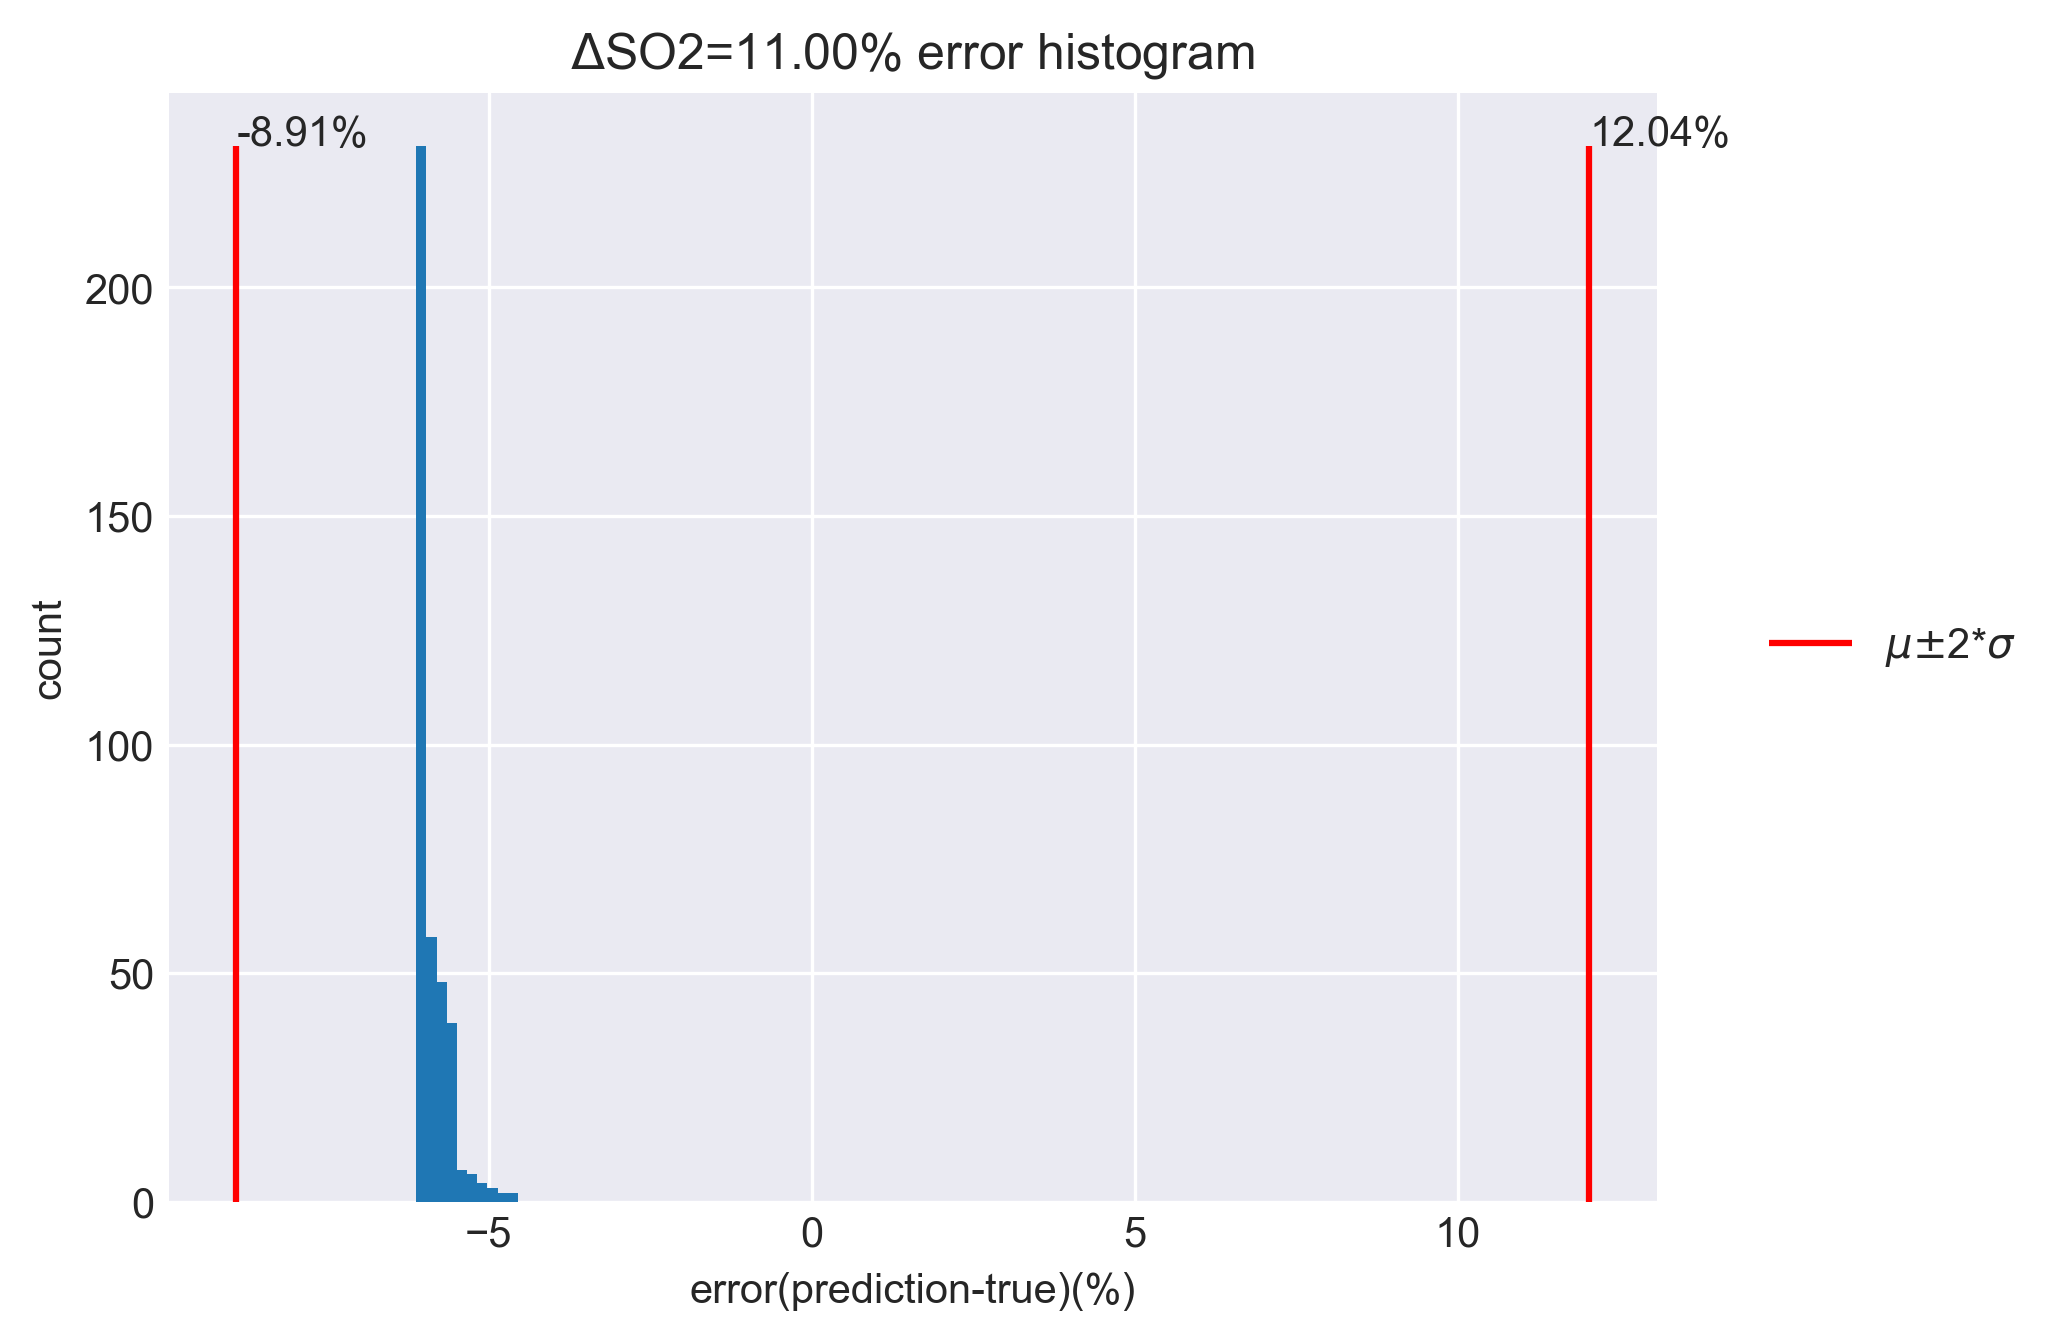 ΔSO2=11.00% error histogram
-8.91%
12.04%
200
150
100
50
0
count
−5
0
5
10
error(prediction-true)(%)
μ±2*σ